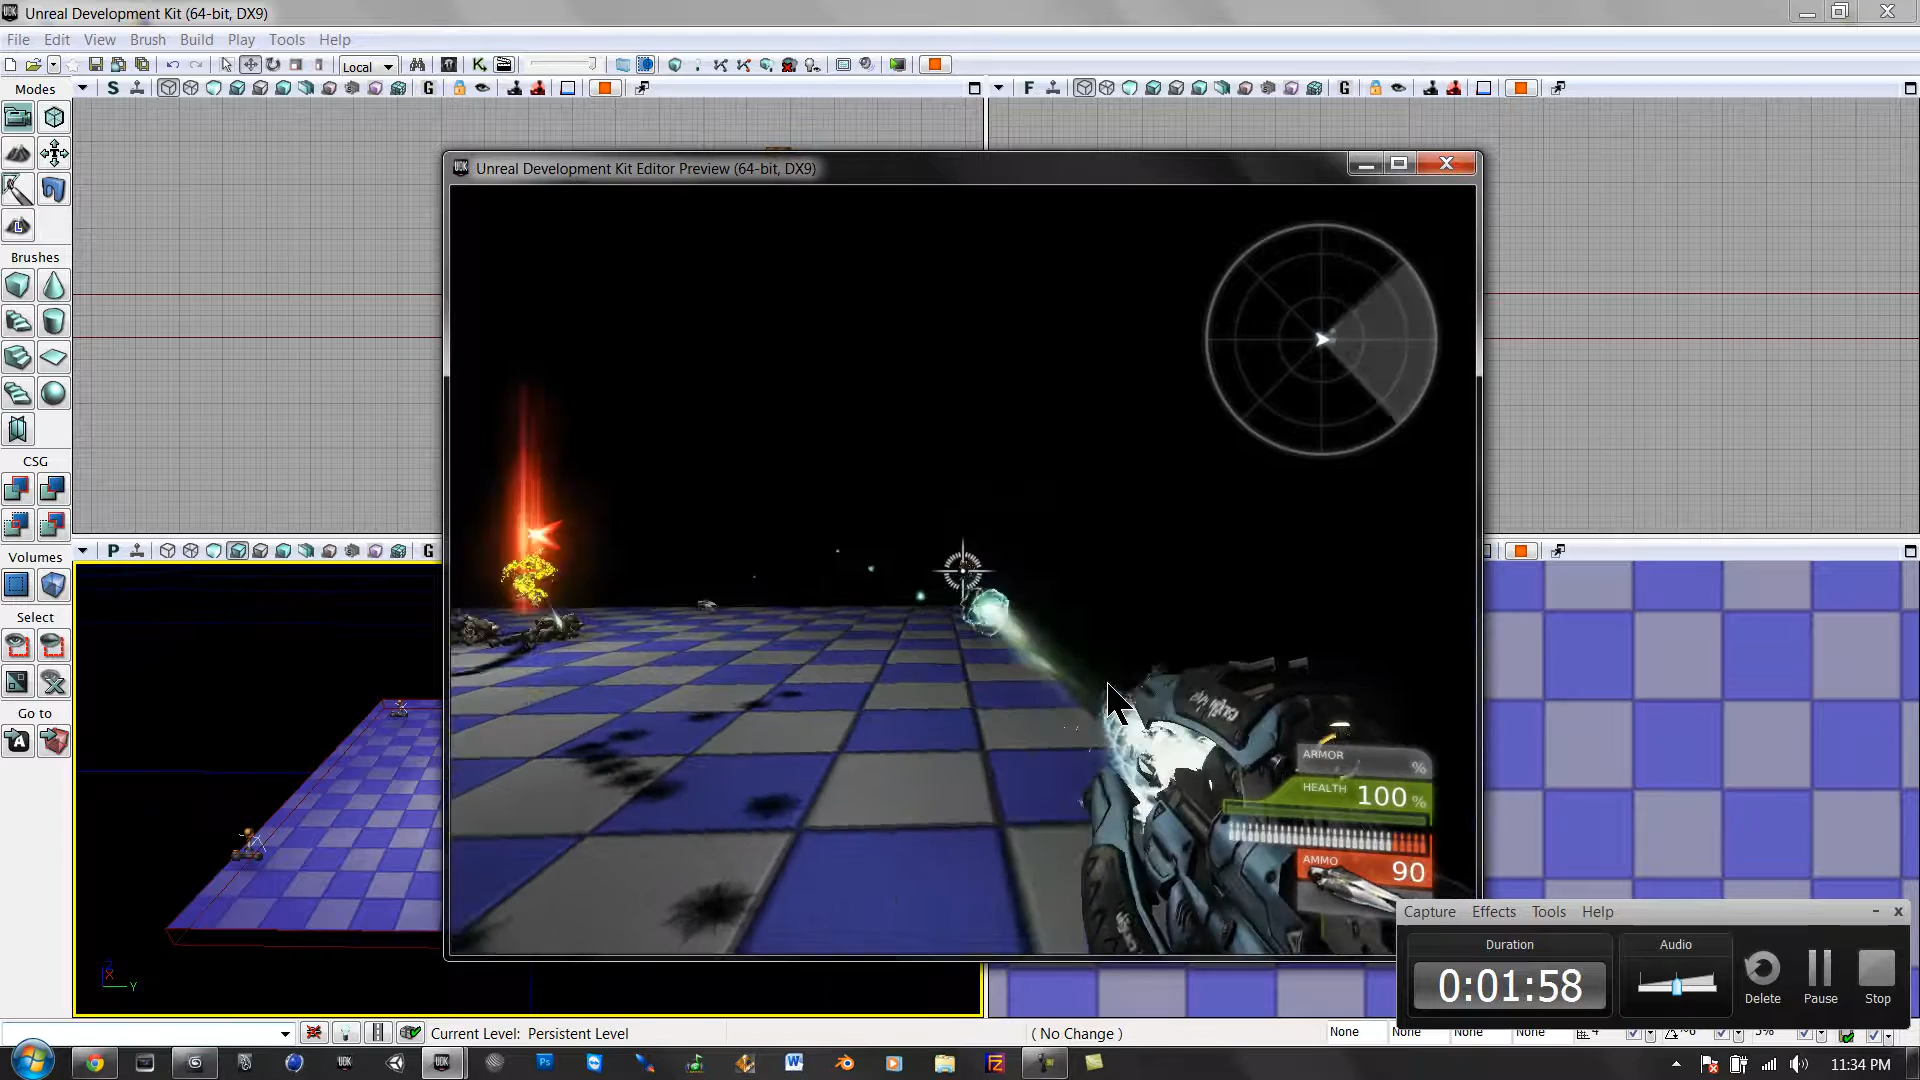 Unreal Development Kit (64-bit, DX9)
File Edit View Brush Build Play Tools Help
Local
Modes
S G
F G
Unreal Development Kit Editor Preview (64-bit, DX9)
Brushes
CSG
P G
Volumes
Select
Go to
ARMOR
%
HEALTH 100 %
AMMO
90
Z
X
Y
Capture Effects Tools Help
Duration
Audio
0:01:58
Delete Pause Stop
Current Level: Persistent Level
( No Change )
None None None None
11:34 PM